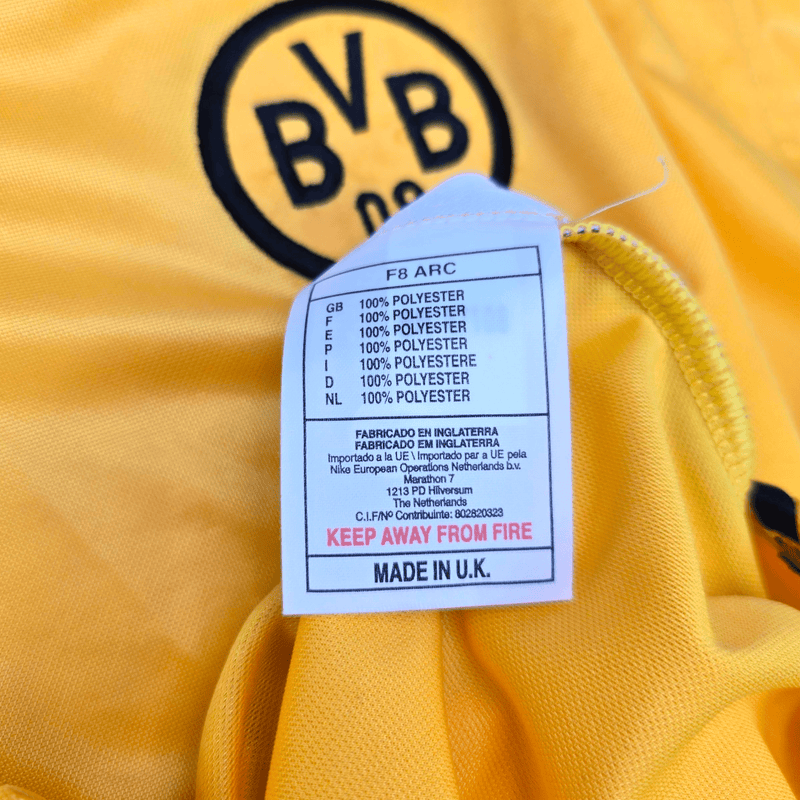 BVB
09
F8 ARC
GB 100% POLYESTER
F 100% POLYESTER
E 100% POLYESTER
P 100% POLYESTER
I 100% POLYESTERE
D 100% POLYESTER
NL 100% POLYESTER
FABRICADO EN INGLATERRA
FABRICADO EM INGLATERRA
Importado a la UE \ Importado par a UE pela
Nike European Operations Netherlands b.v.
Marathon 7
1213 PD Hilversum
The Netherlands
C.I.F/Nº Contribuinte: 802820323
KEEP AWAY FROM FIRE
MADE IN U.K.